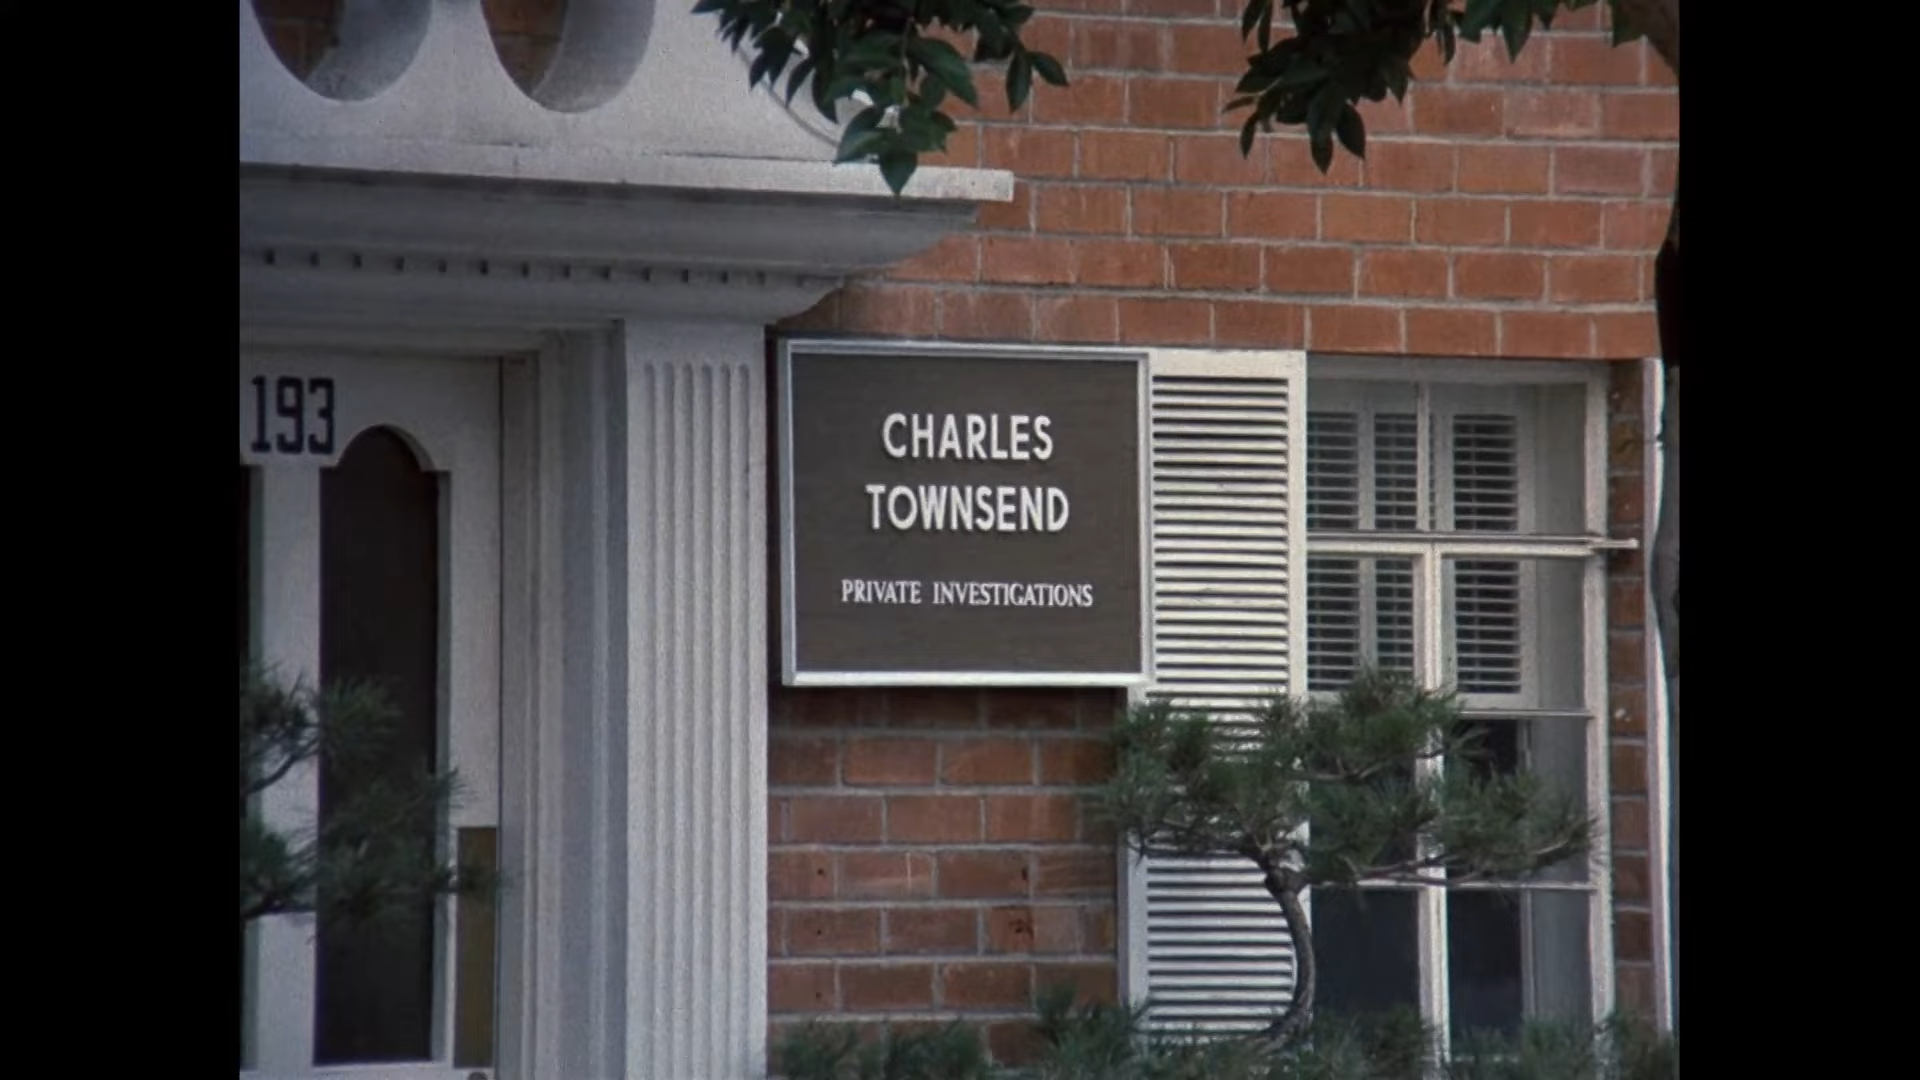 193
CHARLES
TOWNSEND
PRIVATE INVESTIGATIONS